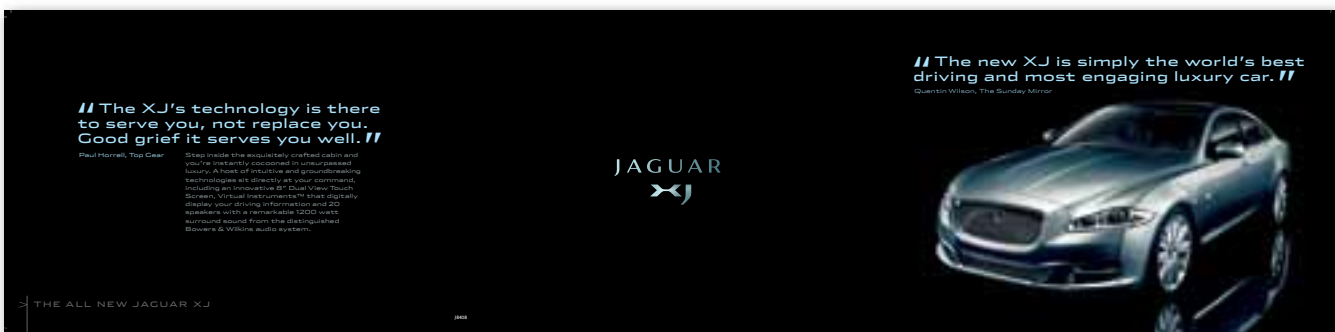 "The XJ's technology is there
to serve you, not replace you.
Good grief it serves you well."
Paul Horrell, Top Gear
Step inside the exquisitely crafted cabin and
you're instantly cocooned in unsurpassed
luxury. A host of intuitive and groundbreaking
technologies sit directly at your command,
including an innovative 8" Dual View Touch
Screen, Virtual Instruments™ that digitally
display your driving information and 20
speakers with a remarkable 1200 watt
surround sound from the distinguished
Bowers & Wilkins audio system.
> THE ALL NEW JAGUAR XJ
JAGUAR
XJ
"The new XJ is simply the world's best
driving and most engaging luxury car."
Quentin Wilson, The Sunday Mirror